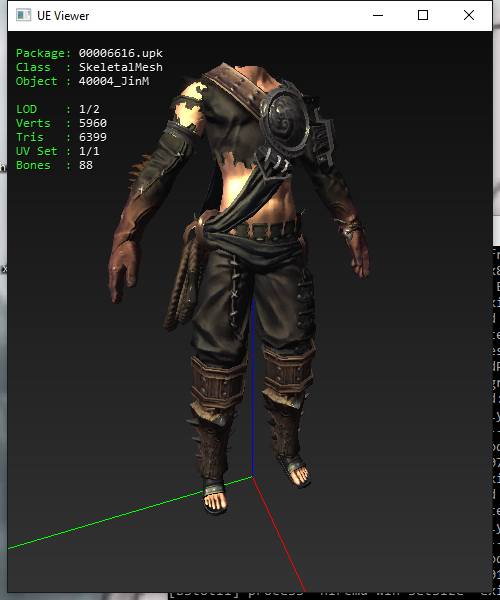 UE Viewer
Package: 00006616.upk
Class  : SkeletalMesh
Object : 40004_JinM
LOD    : 1/2
Verts  : 5960
Tris   : 6399
UV Set : 1/1
Bones  : 88